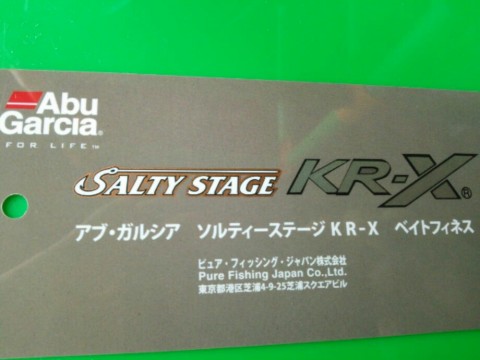 Abu
Garcia®
FOR LIFE™
SALTY STAGE KR-X®
アブ・ガルシア ソルティーステージ KR-X ベイトフィネス
ピュア・フィッシング・ジャパン株式会社
Pure Fishing Japan Co.,Ltd.
東京都港区芝浦4-9-25芝浦スクエアビル